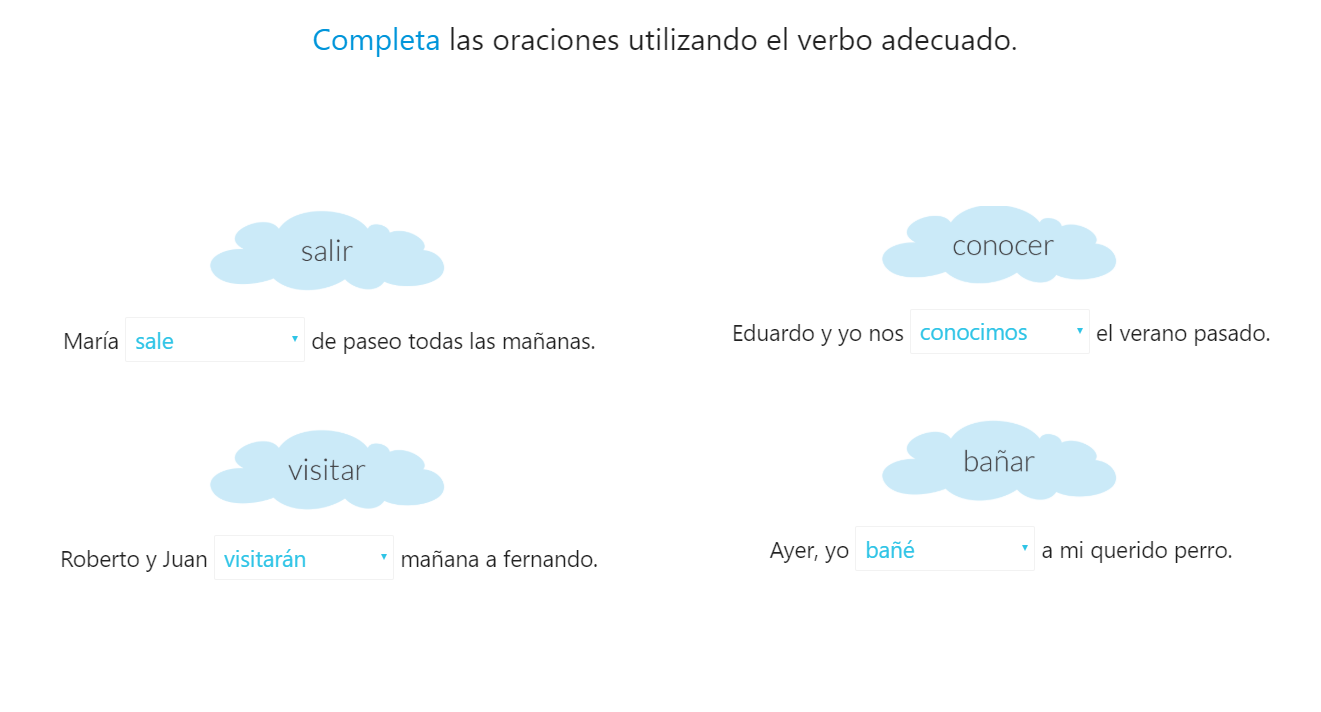 Completa las oraciones utilizando el verbo adecuado.
salir
María sale de paseo todas las mañanas.
conocer
Eduardo y yo nos conocimos el verano pasado.
visitar
Roberto y Juan visitarán mañana a fernando.
bañar
Ayer, yo bañé a mi querido perro.